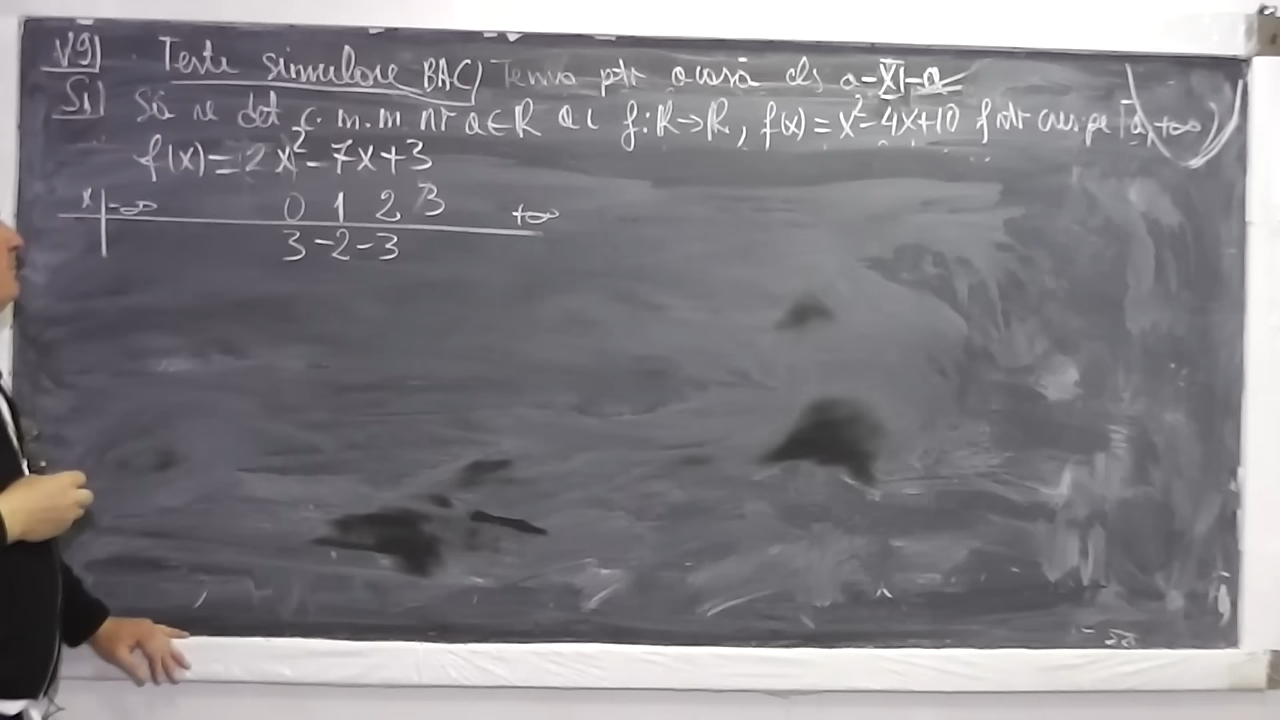 V9) Teste simulare BAC) Tema ptr acasă cls a-XI-a
S1) Să se det c.m.m nr a∈R aî f:R→R, f(x)=x²-4x+10 f str cresc pe [a,+∞)
f(x)=2x²-7x+3
x -∞ 0 1 2 3 +∞
3 -2 -3